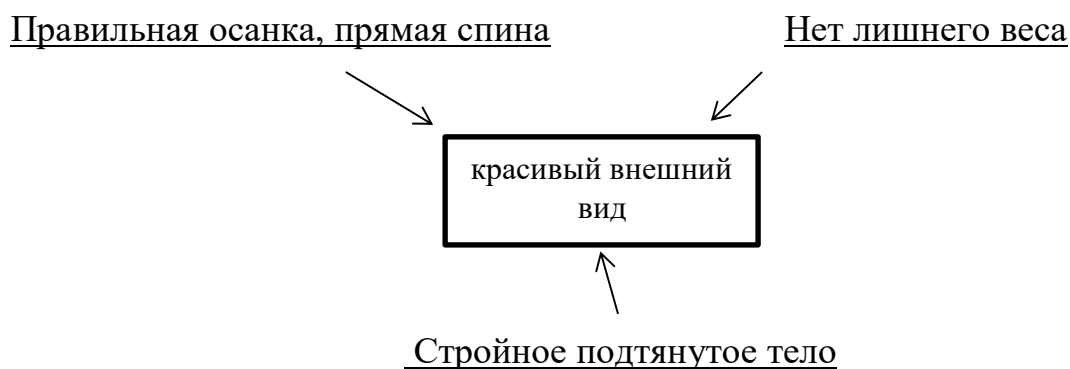 Правильная осанка, прямая спина
Нет лишнего веса
красивый внешний
вид
Стройное подтянутое тело